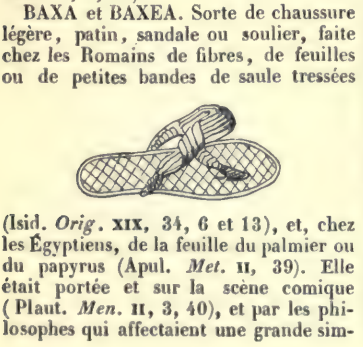 BAXA et BAXEA. Sorte de chaussure
légère, patin, sandale ou soulier, faite
chez les Romains de fibres, de feuilles
ou de petites bandes de saule tressées
(Isid. Orig. XIX, 34, 6 et 13), et, chez
les Égyptiens, de la feuille du palmier ou
du papyrus (Apul. Met. II, 39). Elle
était portée et sur la scène comique
(Plaut. Men. II, 3, 40), et par les phi-
losophes qui affectaient une grande sim-